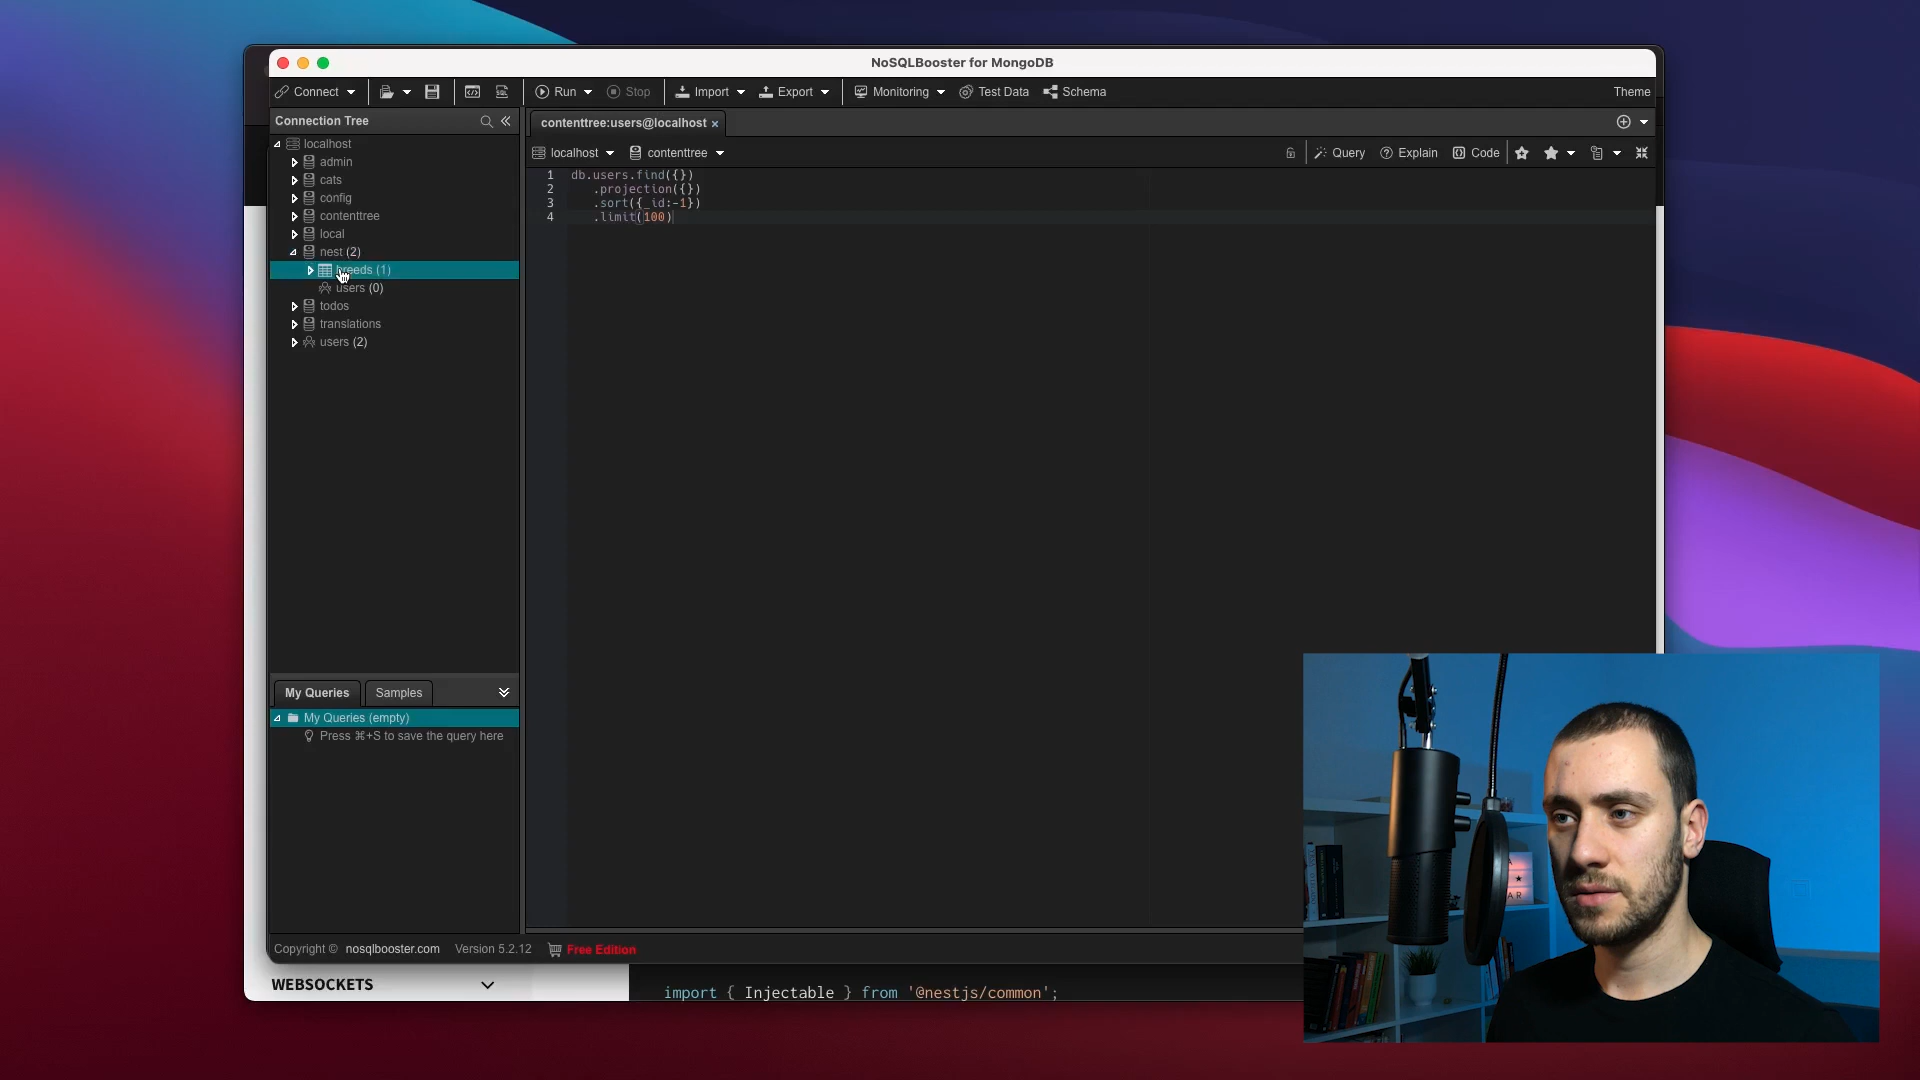 NoSQLBooster for MongoDB
Connect
Run
Stop
Import
Export
Monitoring
Test Data
Schema
Theme
Connection Tree
contenttree:users@localhost ×
localhost
contenttree
Query
Explain
Code
localhost
admin
cats
config
contenttree
local
nest (2)
breeds (1)
users (0)
todos
translations
users (2)
1 db.users.find({})
2 .projection({})
3 .sort({_id:-1})
4 .limit(100)
My Queries
Samples
My Queries (empty)
Press ⌘+S to save the query here
Copyright © nosqlbooster.com Version 5.2.12 Free Edition
WEBSOCKETS
import { Injectable } from '@nestjs/common';